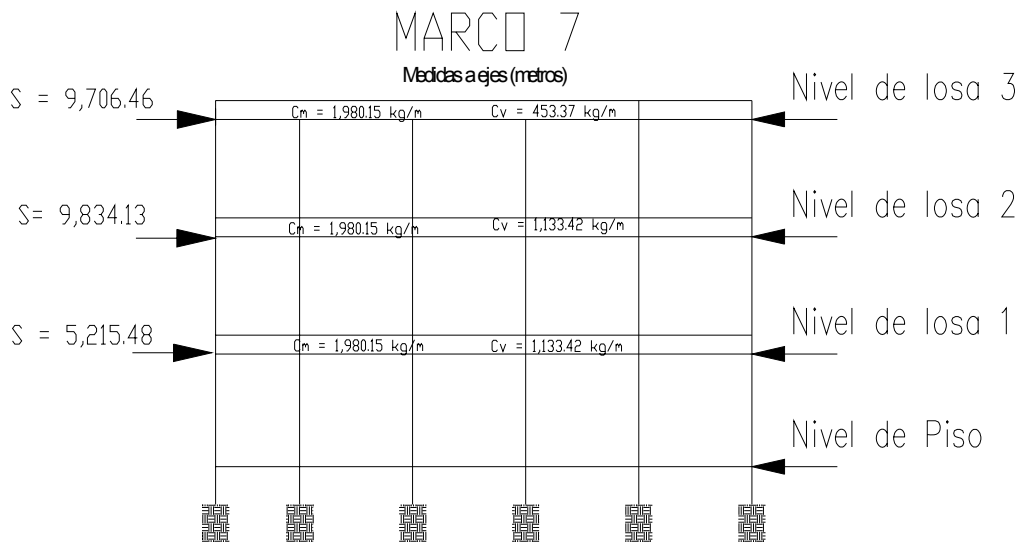 MARCO 7
Medidas a ejes (metros)
S = 9,706.46
Cm = 1,980.15 kg/m
Cv = 453.37 kg/m
Nivel de losa 3
S= 9,834.13
Cm = 1,980.15 kg/m
Cv = 1,133.42 kg/m
Nivel de losa 2
S = 5,215.48
Cm = 1,980.15 kg/m
Cv = 1,133.42 kg/m
Nivel de losa 1
Nivel de Piso